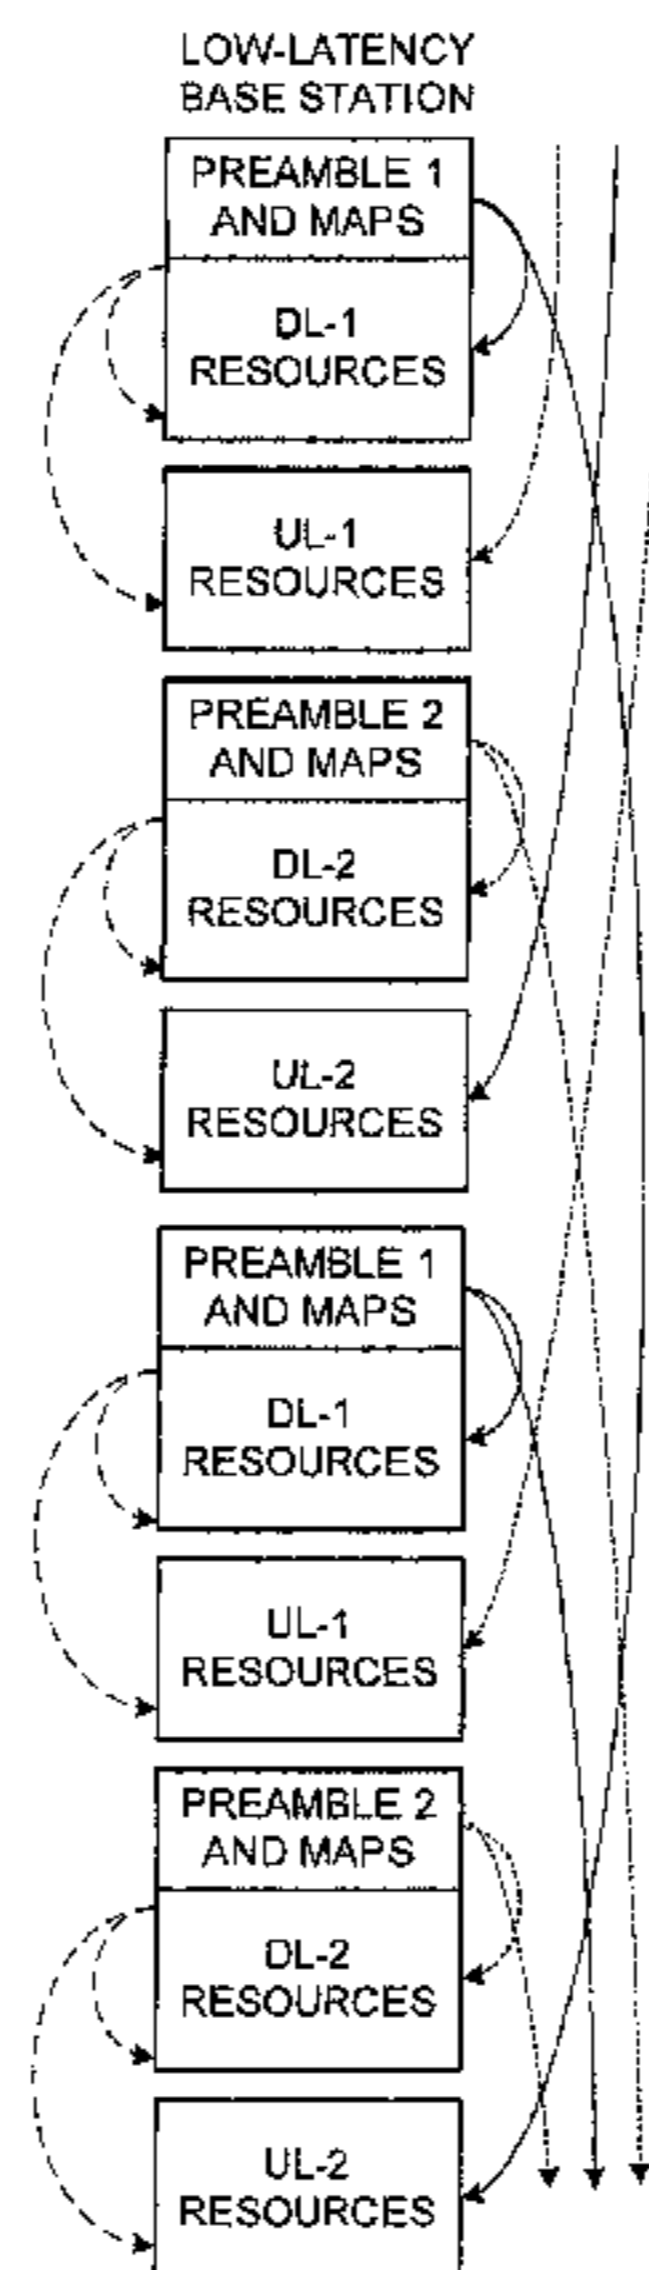 LOW-LATENCY
BASE STATION
PREAMBLE 1
AND MAPS
DL-1
RESOURCES
UL-1
RESOURCES
PREAMBLE 2
AND MAPS
DL-2
RESOURCES
UL-2
RESOURCES
PREAMBLE 1
AND MAPS
DL-1
RESOURCES
UL-1
RESOURCES
PREAMBLE 2
AND MAPS
DL-2
RESOURCES
UL-2
RESOURCES